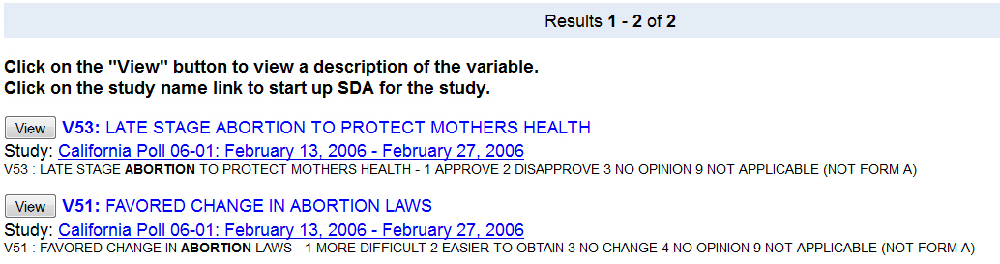 Results 1 - 2 of 2
Click on the "View" button to view a description of the variable.
Click on the study name link to start up SDA for the study.
View V53: LATE STAGE ABORTION TO PROTECT MOTHERS HEALTH
Study: California Poll 06-01: February 13, 2006 - February 27, 2006
V53 : LATE STAGE ABORTION TO PROTECT MOTHERS HEALTH - 1 APPROVE 2 DISAPPROVE 3 NO OPINION 9 NOT APPLICABLE (NOT FORM A)
View V51: FAVORED CHANGE IN ABORTION LAWS
Study: California Poll 06-01: February 13, 2006 - February 27, 2006
V51 : FAVORED CHANGE IN ABORTION LAWS - 1 MORE DIFFICULT 2 EASIER TO OBTAIN 3 NO CHANGE 4 NO OPINION 9 NOT APPLICABLE (NOT FORM A)